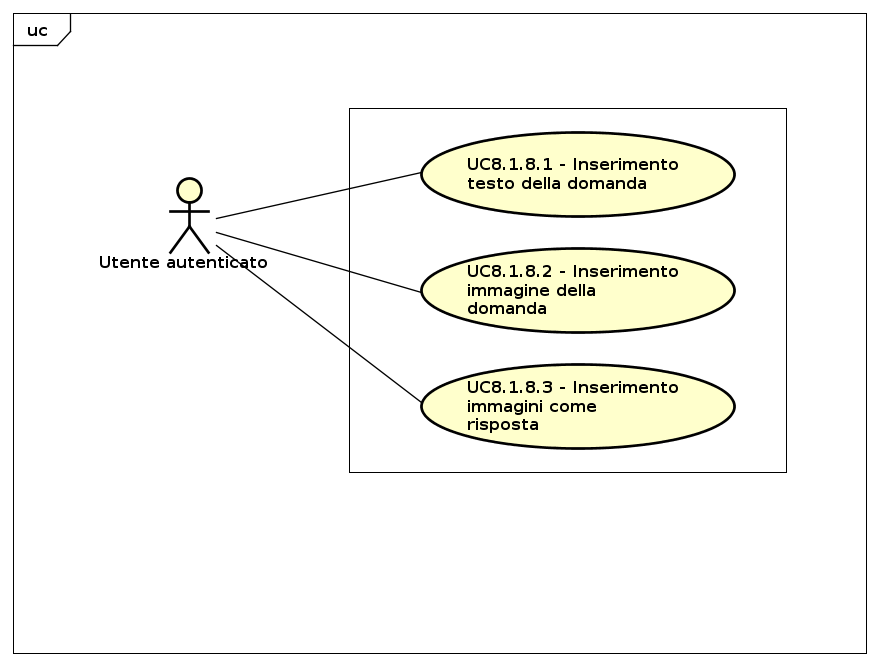 uc
UC8.1.8.1 - Inserimento
testo della domanda
Utente autenticato
UC8.1.8.2 - Inserimento
immagine della
domanda
UC8.1.8.3 - Inserimento
immagini come
risposta